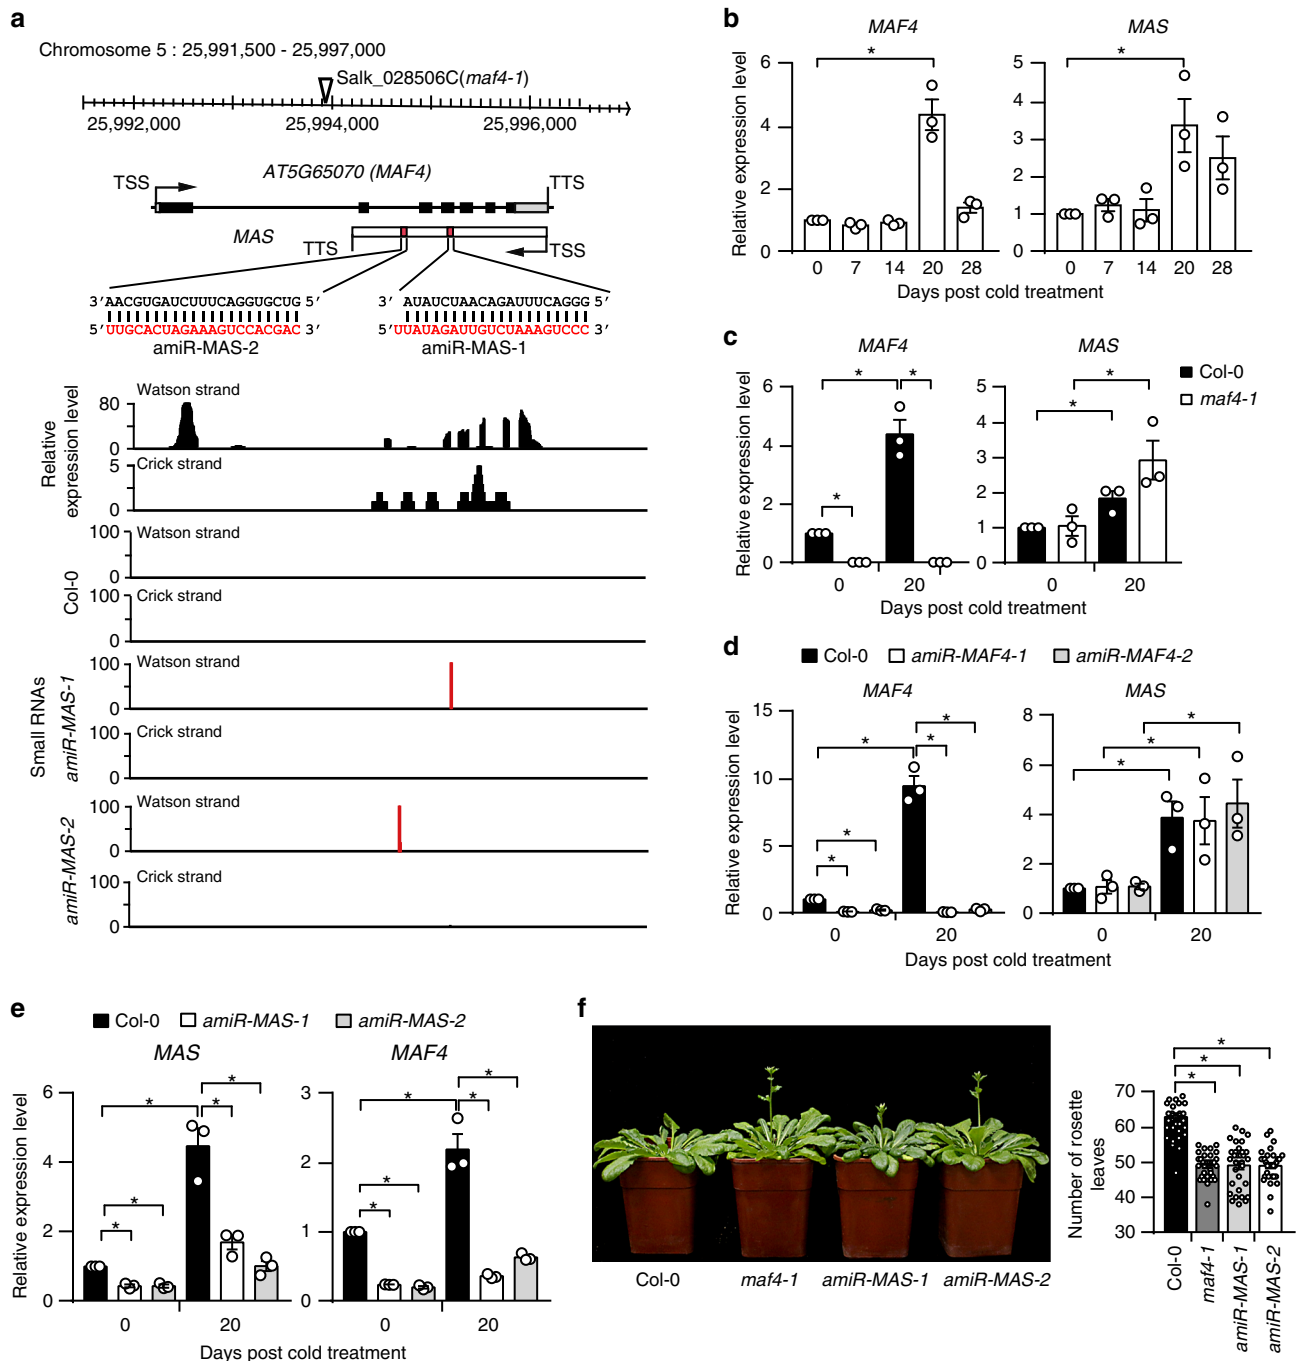 a
Chromosome 5 : 25,991,500 - 25,997,000
Salk_028506C(maf4-1)
25,992,000 25,994,000 25,996,000
AT5G65070 (MAF4)
TSS TTS
MAS TTS TSS
3′ AACGUGAUCUUUCAGGUGCUG 5′
5′ UUGCACUAGAAAGUCCACGAC 3′
amiR-MAS-2
3′ AUAUCUAACAGAUUUCAGGG 5′
5′ UUAUAGAUUGUCUAAAGUCCC 3′
amiR-MAS-1
Relative expression level
Watson strand
80
0
Crick strand
5
0
Small RNAs
Col-0
Watson strand
100
0
Crick strand
100
0
amiR-MAS-1
Watson strand
100
0
Crick strand
100
0
amiR-MAS-2
Watson strand
100
0
Crick strand
100
0
b
MAF4
Relative expression level
6
4
2
0
*
0 7 14 20 28
MAS
5
4
3
2
1
0
*
0 7 14 20 28
Days post cold treatment
c
MAF4
Relative expression level
6
4
2
0
* * *
0 20
MAS
5
4
3
2
1
0
* *
0 20
Col-0
maf4-1
Days post cold treatment
d
Col-0 amiR-MAF4-1 amiR-MAF4-2
MAF4
Relative expression level
15
10
5
0
* * * * *
0 20
MAS
8
6
4
2
0
* * *
0 20
Days post cold treatment
e
Col-0 amiR-MAS-1 amiR-MAS-2
MAS
Relative expression level
6
4
2
0
* * * * *
0 20
MAF4
3
2
1
0
* * * * *
0 20
Days post cold treatment
f
Col-0 maf4-1 amiR-MAS-1 amiR-MAS-2
Number of rosette leaves
70
60
50
40
30
* * *
Col-0
maf4-1
amiR-MAS-1
amiR-MAS-2